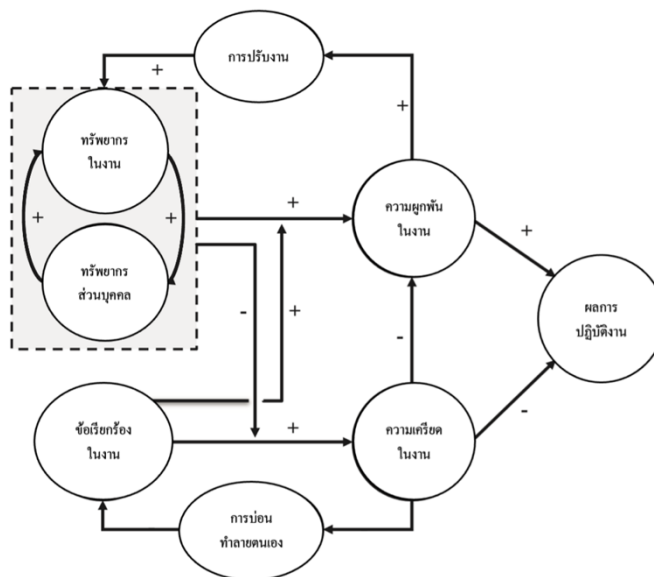 การปรับงาน
+
+
ทรัพยากร
ในงาน
+
+
+
ความผูกพัน
ในงาน
+
ทรัพยากร
ส่วนบุคคล
-
+
-
ผลการ
ปฏิบัติงาน
ข้อเรียกร้อง
ในงาน
+
ความเครียด
ในงาน
-
การบ่อน
ทำลายตนเอง